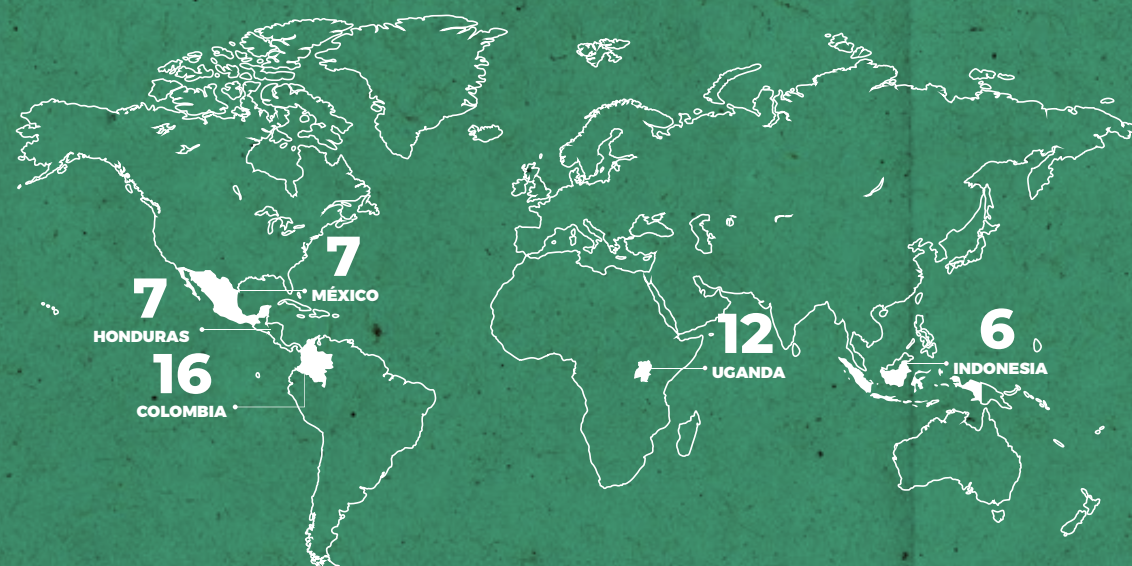 7
MÉXICO
7
HONDURAS
16
COLOMBIA
12
UGANDA
6
INDONESIA